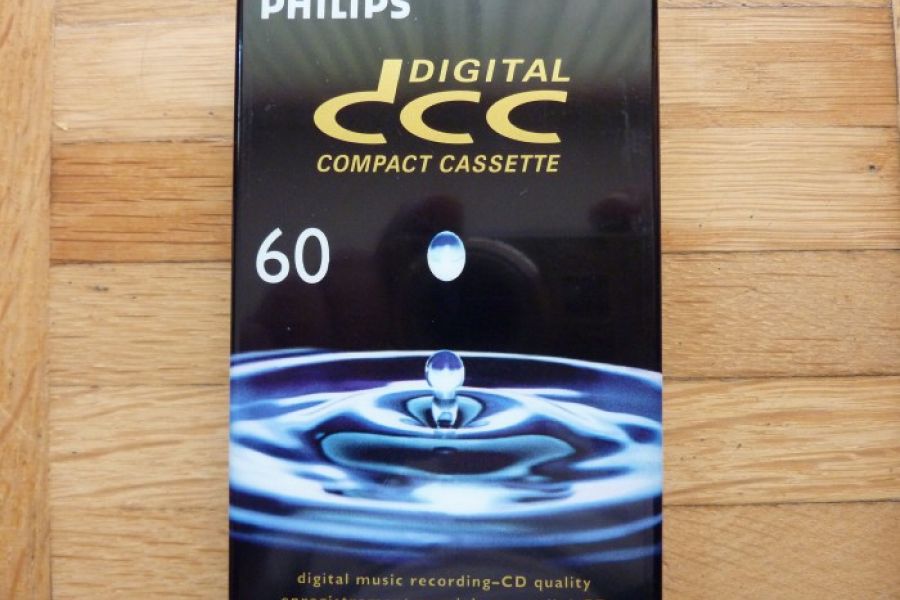 PHILIPS
DIGITAL
dcc
COMPACT CASSETTE
60
digital music recording–CD quality